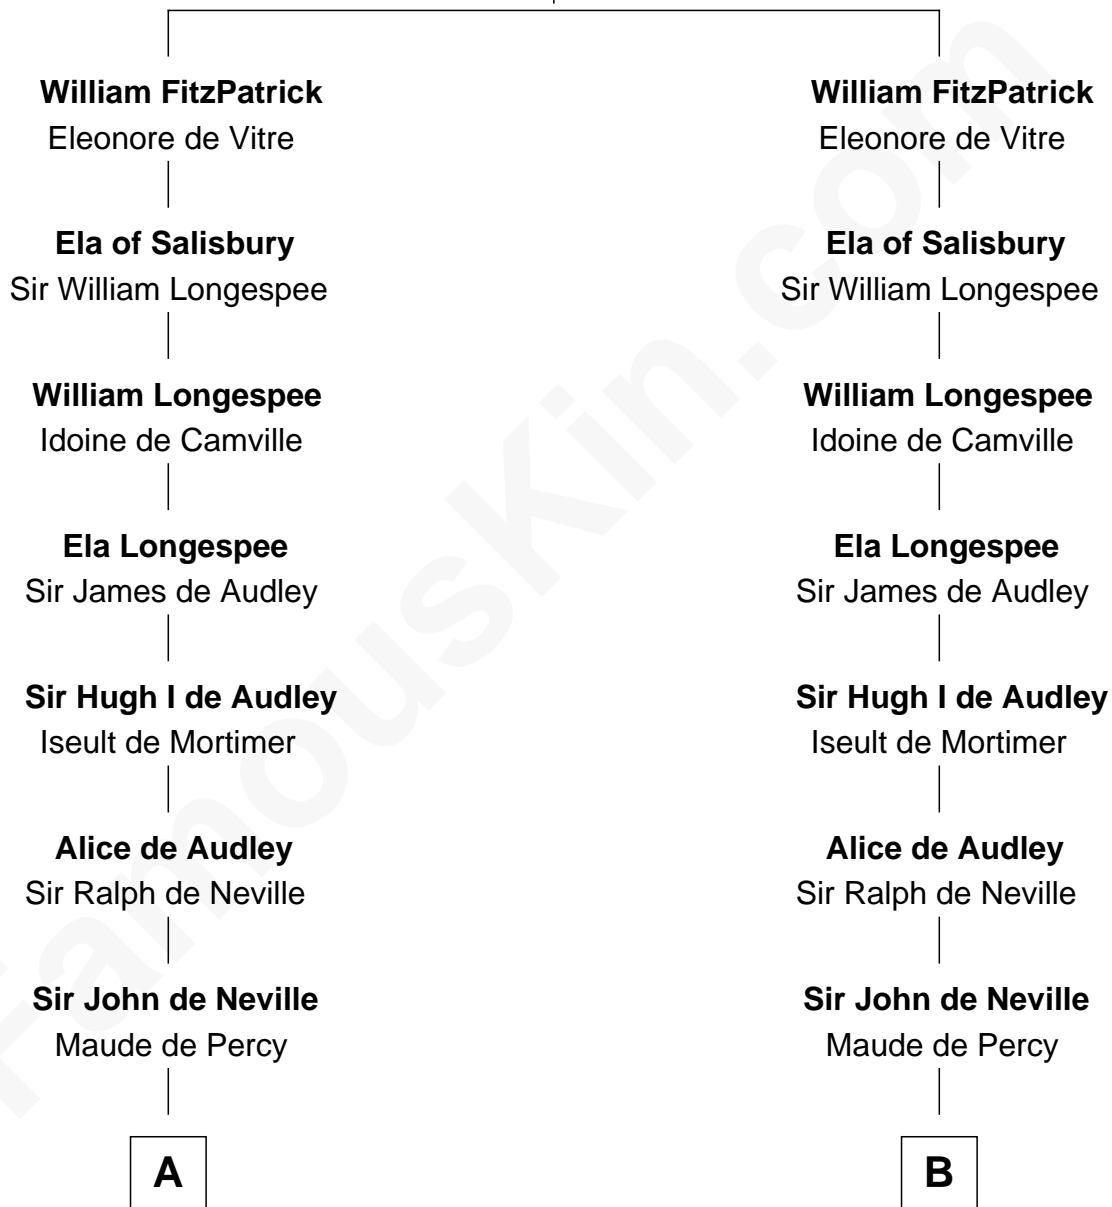 William FitzPatrick William FitzPatrick
Eleonore de Vitre Eleonore de Vitre
Ela of Salisbury Ela of Salisbury
Sir William Longespee Sir William Longespee
William Longespee William Longespee
Idoine de Camville Idoine de Camville
Ela Longespee Ela Longespee
Sir James de Audley Sir James de Audley
Sir Hugh I de Audley Sir Hugh I de Audley
Iseult de Mortimer Iseult de Mortimer
Alice de Audley Alice de Audley
Sir Ralph de Neville Sir Ralph de Neville
Sir John de Neville Sir John de Neville
Maude de Percy Maude de Percy
A B
FamousKin.com